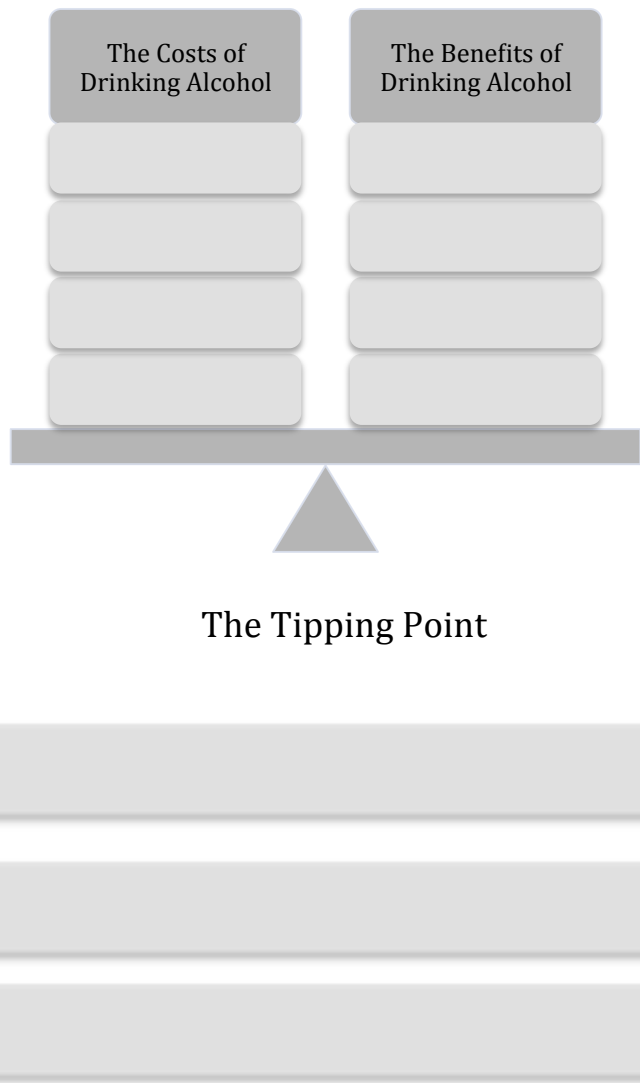 The Costs of
Drinking Alcohol
The Benefits of
Drinking Alcohol
The Tipping Point